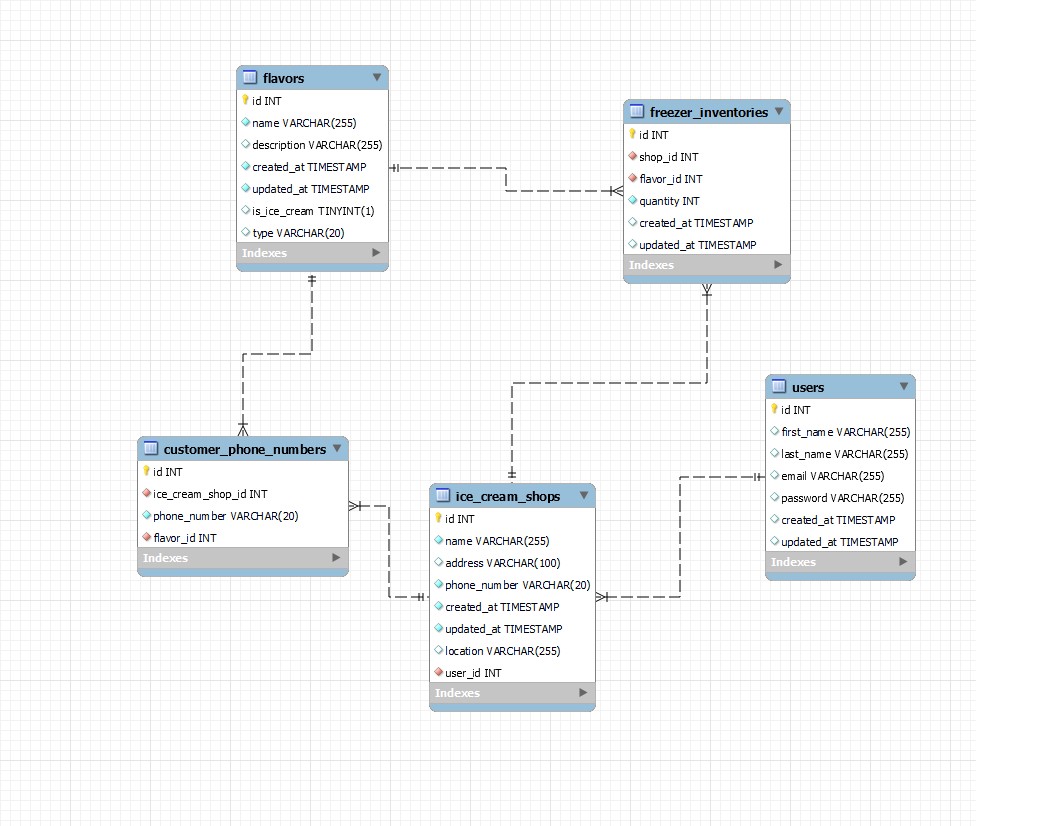 flavors
id INT
name VARCHAR(255)
description VARCHAR(255)
created_at TIMESTAMP
updated_at TIMESTAMP
is_ice_cream TINYINT(1)
type VARCHAR(20)
Indexes
freezer_inventories
id INT
shop_id INT
flavor_id INT
quantity INT
created_at TIMESTAMP
updated_at TIMESTAMP
Indexes
users
id INT
first_name VARCHAR(255)
last_name VARCHAR(255)
email VARCHAR(255)
password VARCHAR(255)
created_at TIMESTAMP
updated_at TIMESTAMP
Indexes
customer_phone_numbers
id INT
ice_cream_shop_id INT
phone_number VARCHAR(20)
flavor_id INT
Indexes
ice_cream_shops
id INT
name VARCHAR(255)
address VARCHAR(100)
phone_number VARCHAR(20)
created_at TIMESTAMP
updated_at TIMESTAMP
location VARCHAR(255)
user_id INT
Indexes